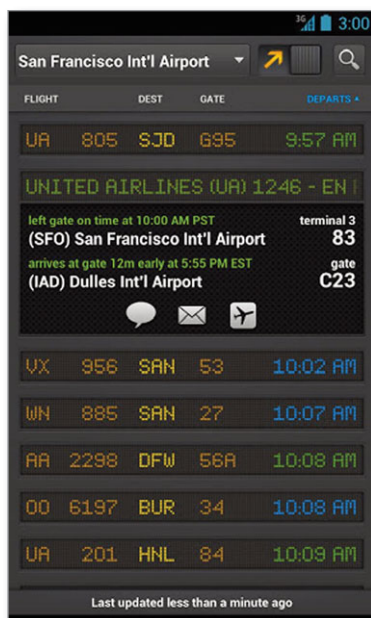 3G 3:00
San Francisco Int'l Airport
FLIGHT DEST GATE DEPARTS
UA 805 SJD G95 9:57 AM
UNITED AIRLINES (UA) 1246 - EN
left gate on time at 10:00 AM PST terminal 3
(SFO) San Francisco Int'l Airport 83
arrives at gate 12m early at 5:55 PM EST gate
(IAD) Dulles Int'l Airport C23
VX 956 SAN 53 10:02 AM
WN 885 SAN 27 10:07 AM
AA 2298 DFW 56A 10:08 AM
OO 6197 BUR 34 10:08 AM
UA 201 HNL 84 10:09 AM
Last updated less than a minute ago